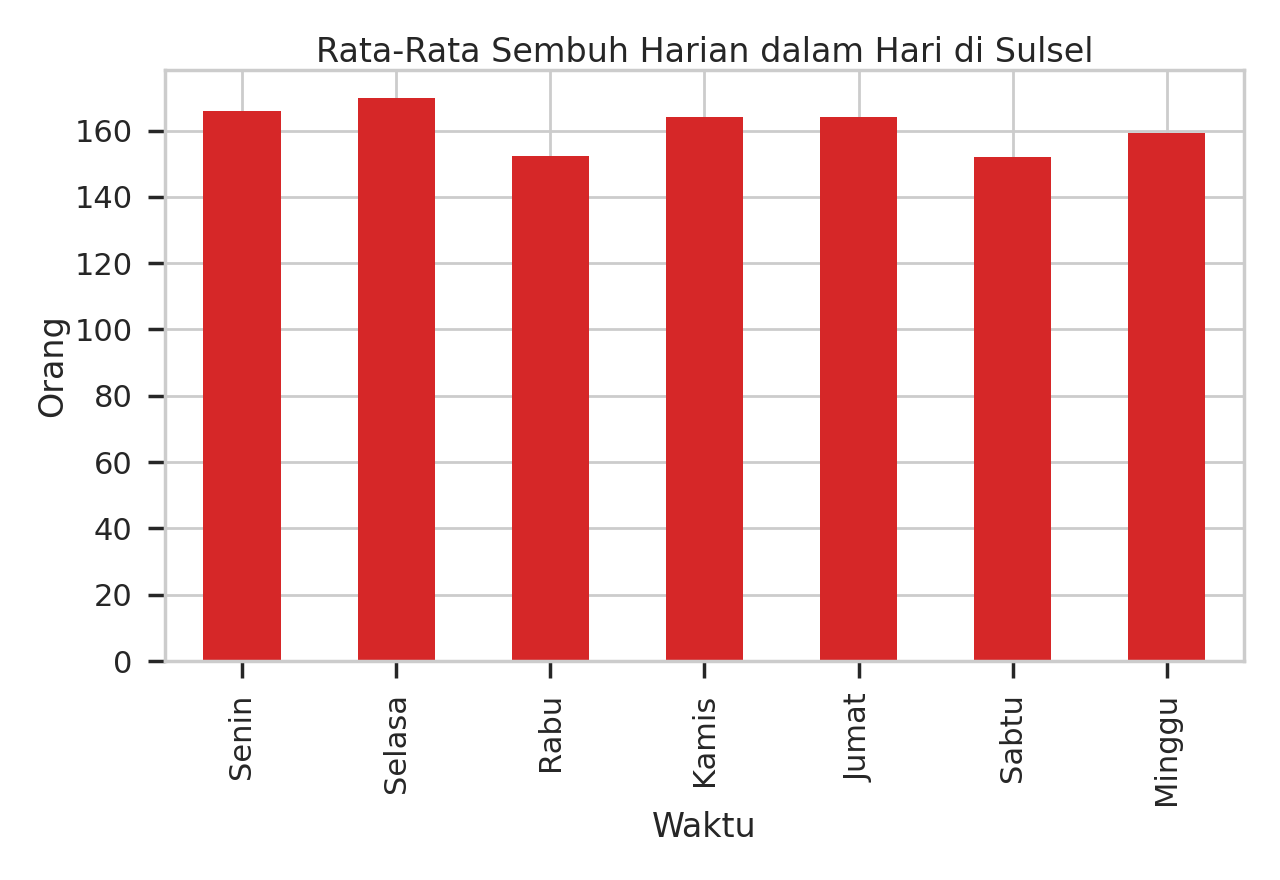 Rata-Rata Sembuh Harian dalam Hari di Sulsel
Orang
160
140
120
100
80
60
40
20
0
Senin
Selasa
Rabu
Kamis
Jumat
Sabtu
Minggu
Waktu